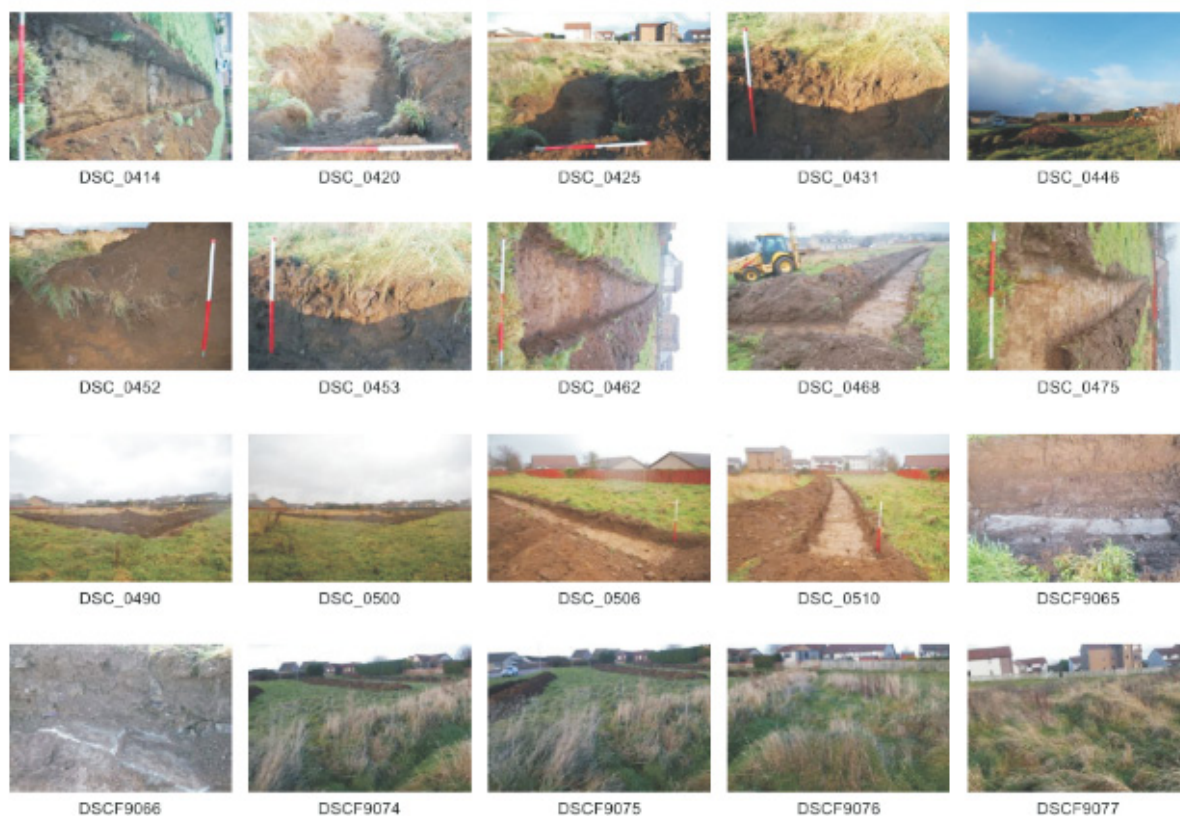 DSC_0414 DSC_0420 DSC_0425 DSC_0431 DSC_0446
DSC_0452 DSC_0453 DSC_0462 DSC_0468 DSC_0475
DSC_0490 DSC_0500 DSC_0506 DSC_0510 DSCF9065
DSCF9066 DSCF9074 DSCF9075 DSCF9076 DSCF9077